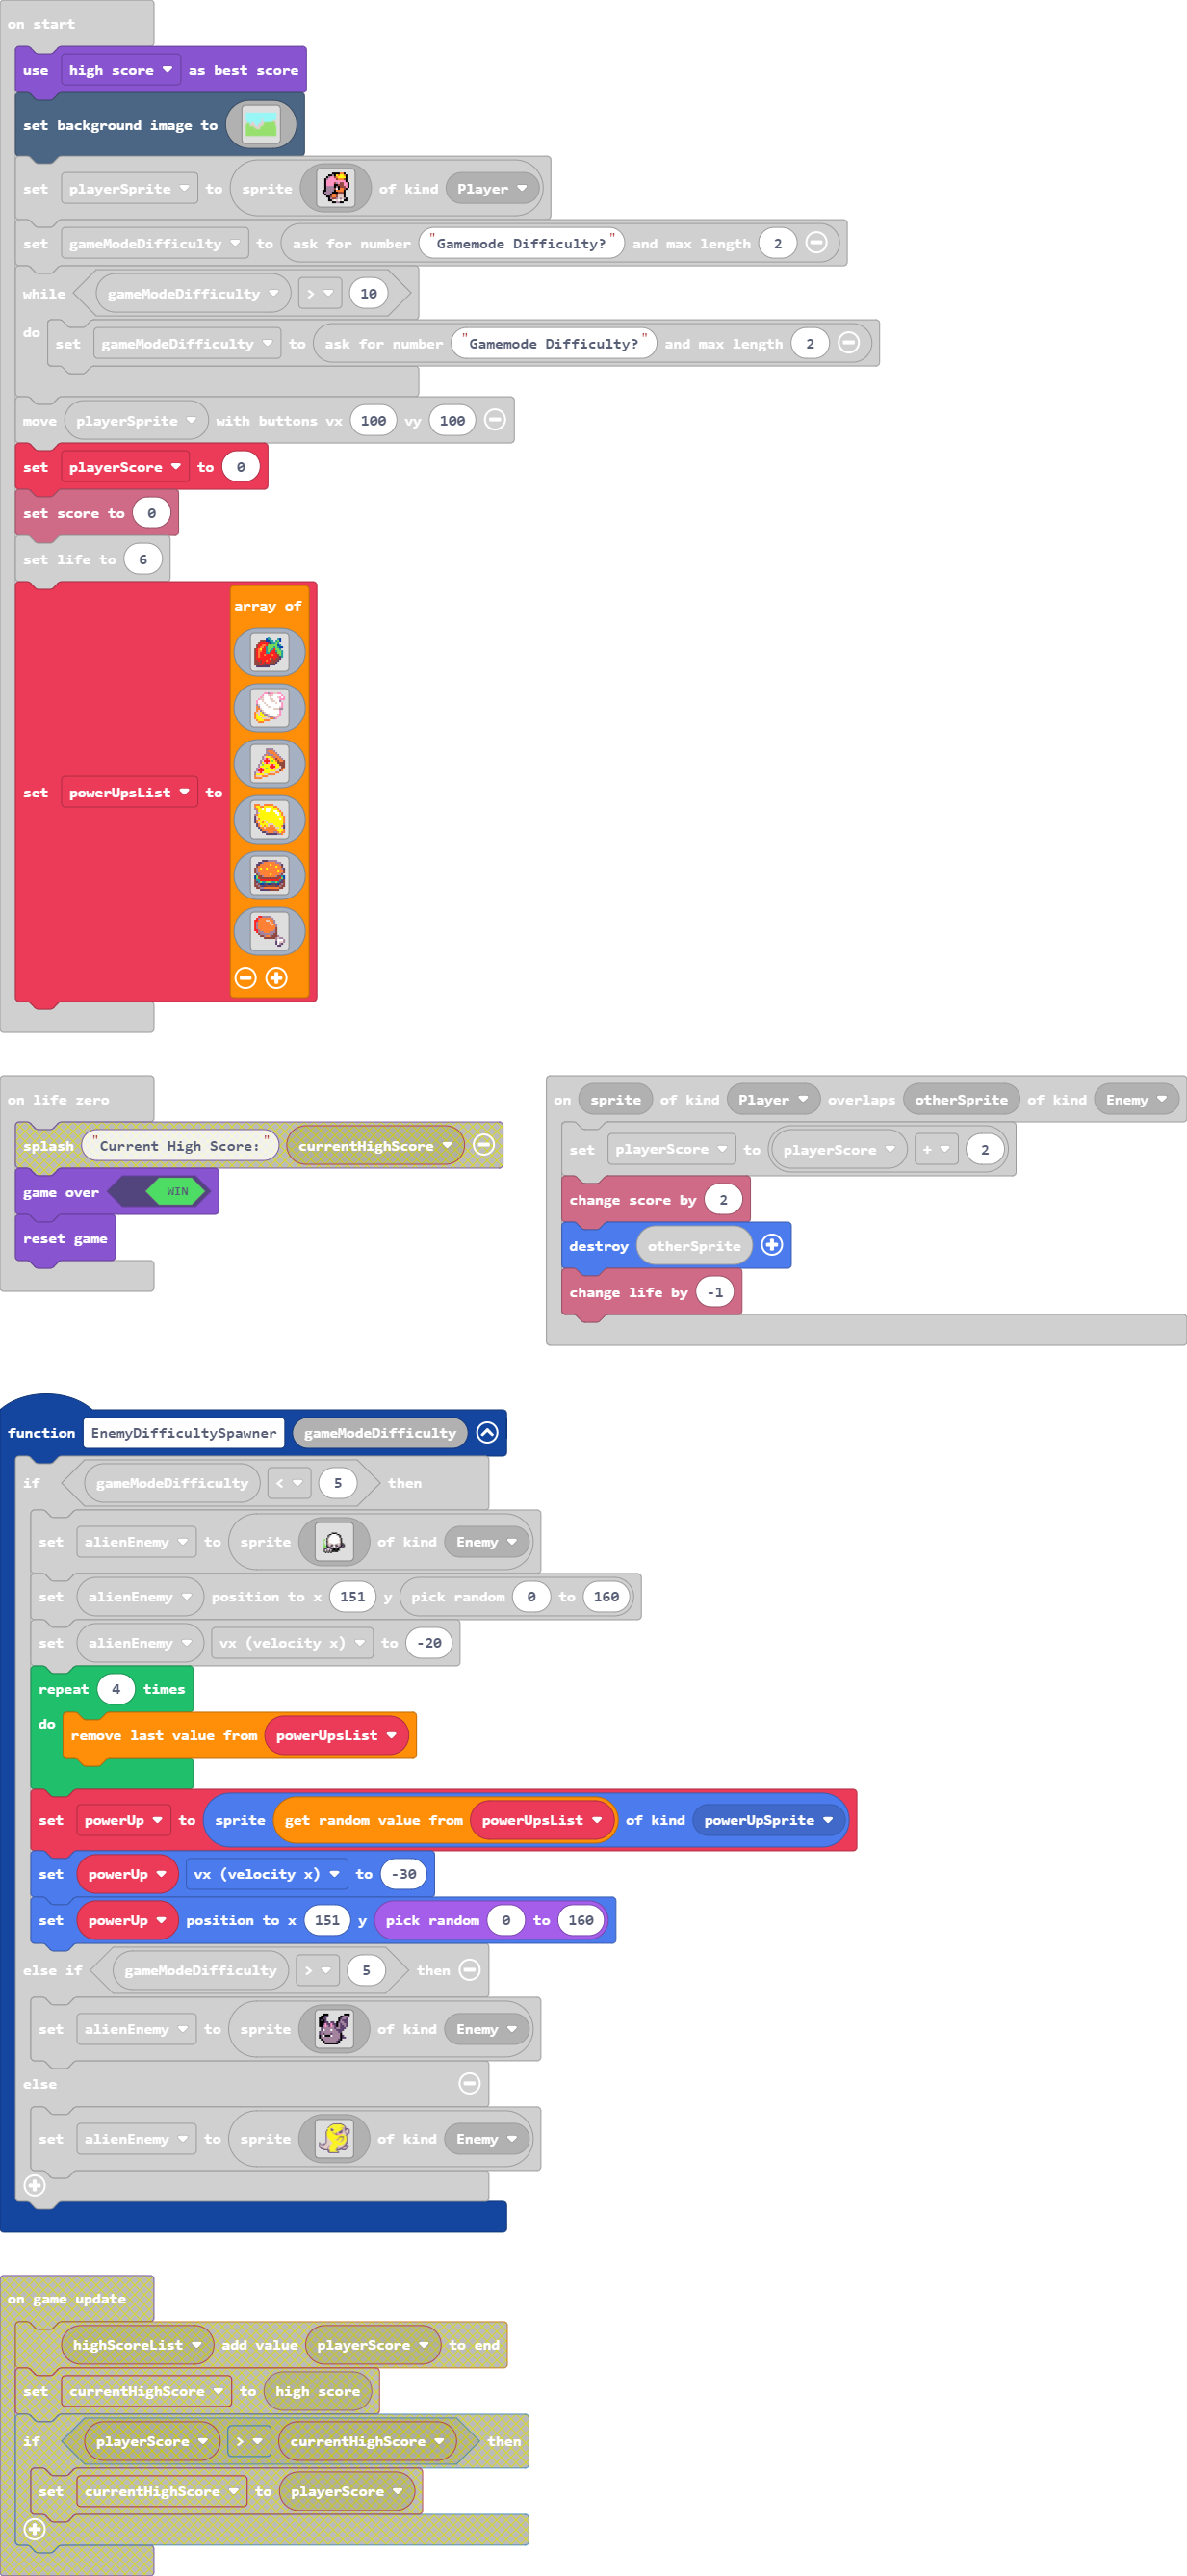 on start
use high score as best score
set background image to
set playerSprite to sprite of kind Player
set gameModeDifficulty to ask for number "Gamemode Difficulty?" and max length 2
while gameModeDifficulty > 10
do set gameModeDifficulty to ask for number "Gamemode Difficulty?" and max length 2
move playerSprite with buttons vx 100 vy 100
set playerScore to 0
set score to 0
set life to 6
set powerUpsList to array of
on life zero
splash "Current High Score:" currentHighScore
game over WIN
reset game
on sprite of kind Player overlaps otherSprite of kind Enemy
set playerScore to playerScore + 2
change score by 2
destroy otherSprite
change life by -1
function EnemyDifficultySpawner gameModeDifficulty
if gameModeDifficulty < 5 then
set alienEnemy to sprite of kind Enemy
set alienEnemy position to x 151 y pick random 0 to 160
set alienEnemy vx (velocity x) to -20
repeat 4 times
do remove last value from powerUpsList
set powerUp to sprite get random value from powerUpsList of kind powerUpSprite
set powerUp vx (velocity x) to -30
set powerUp position to x 151 y pick random 0 to 160
else if gameModeDifficulty > 5 then
set alienEnemy to sprite of kind Enemy
else
set alienEnemy to sprite of kind Enemy
on game update
highScoreList add value playerScore to end
set currentHighScore to high score
if playerScore > currentHighScore then
set currentHighScore to playerScore